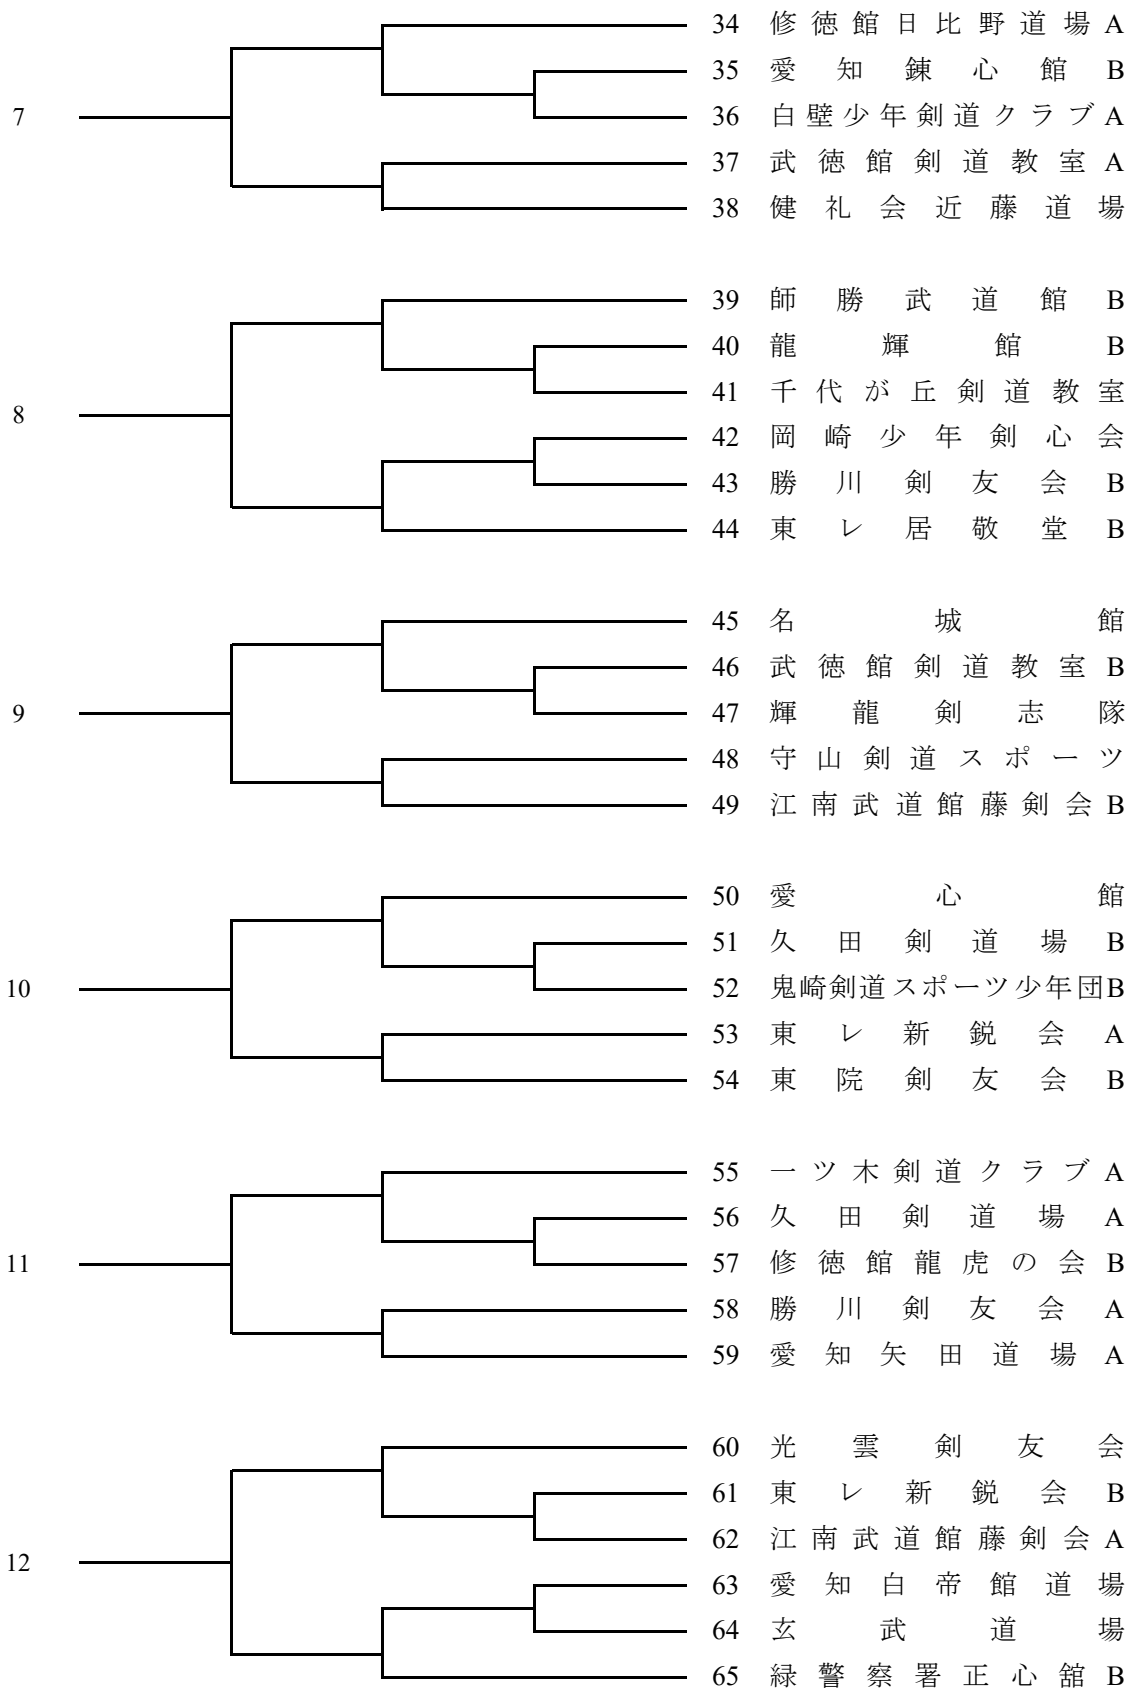 34 修徳館日比野道場A
35 愛知錬心館B
36 白壁少年剣道クラブA
7
37 武徳館剣道教室A
38 健礼会近藤道場
39 師勝武道館B
40 龍輝館B
41 千代が丘剣道教室
8
42 岡崎少年剣心会
43 勝川剣友会B
44 東レ居敬堂B
45 名城館
46 武徳館剣道教室B
47 輝龍剣志隊
9
48 守山剣道スポーツ
49 江南武道館藤剣会B
50 愛心館
51 久田剣道場B
52 鬼崎剣道スポーツ少年団B
10
53 東レ新鋭会A
54 東院剣友会B
55 一ツ木剣道クラブA
56 久田剣道場A
57 修徳館龍虎の会B
11
58 勝川剣友会A
59 愛知矢田道場A
60 光雲剣友会
61 東レ新鋭会B
62 江南武道館藤剣会A
12
63 愛知白帝館道場
64 玄武道場
65 緑警察署正心舘B